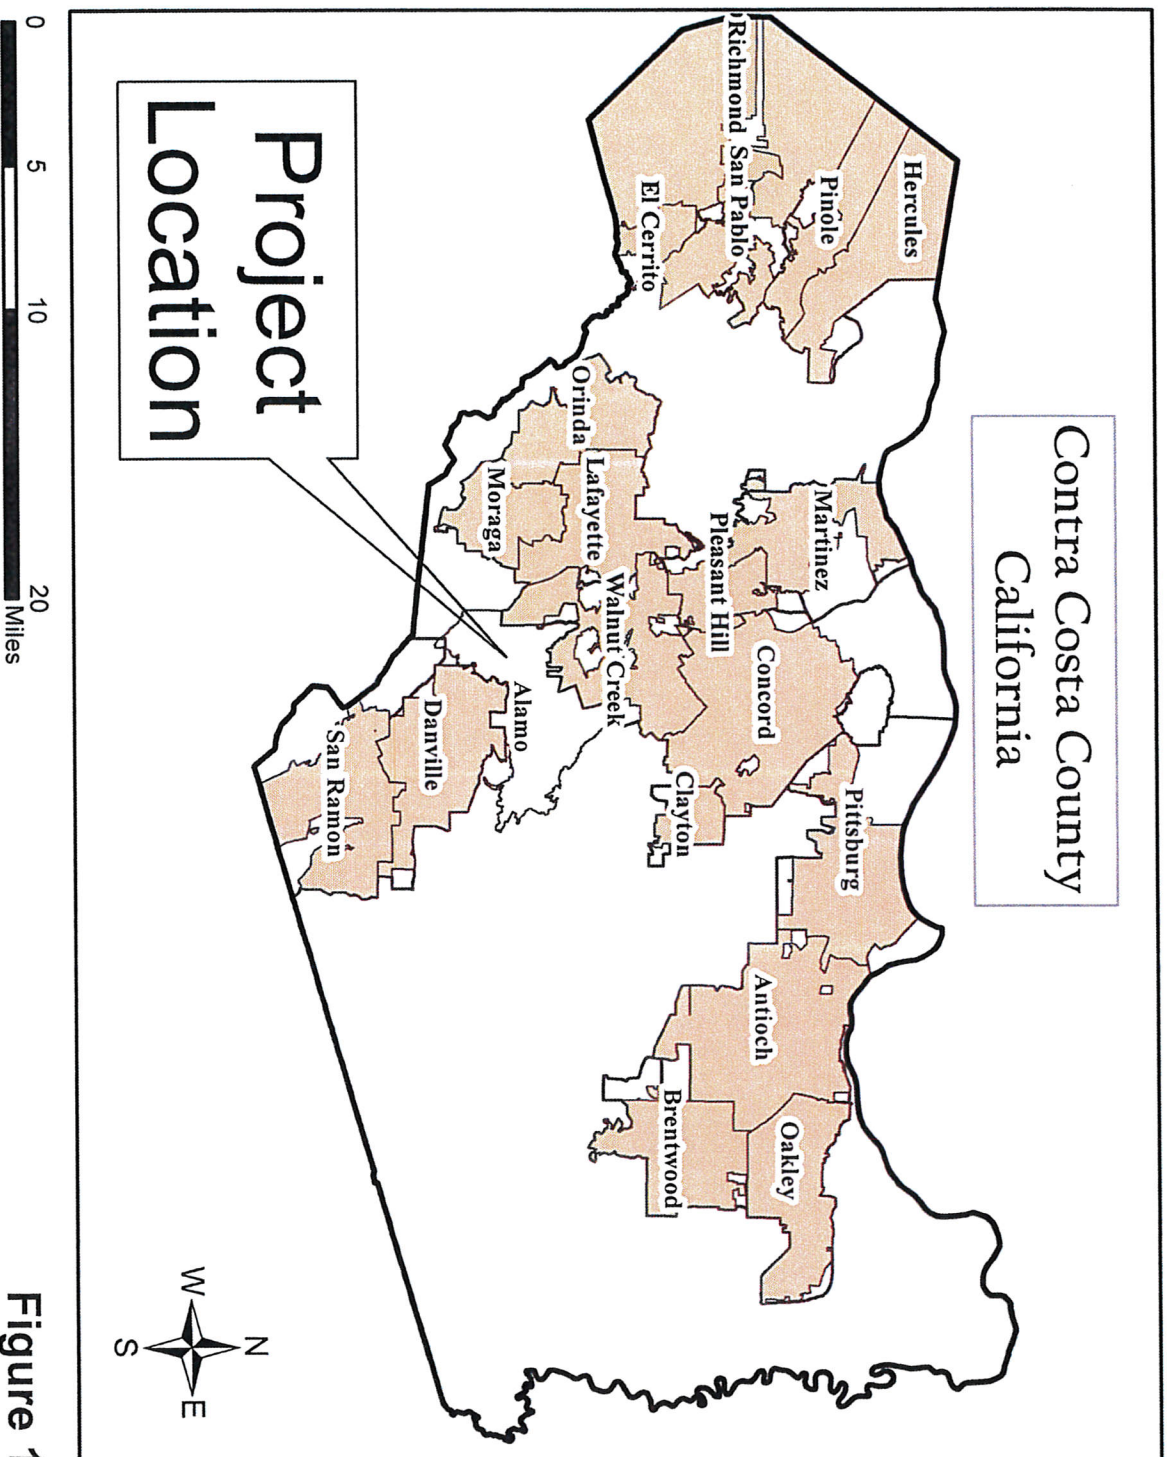 Contra Costa County
California
Hercules
Pinole
Richmond
San Pablo
El Cerrito
Martinez
Pleasant Hill
Concord
Pittsburg
Antioch
Oakley
Brentwood
Clayton
Orinda
Lafayette
Walnut Creek
Moraga
Alamo
Danville
San Ramon
Project
Location
N
W
E
S
0
5
10
20
Miles
Figure 1